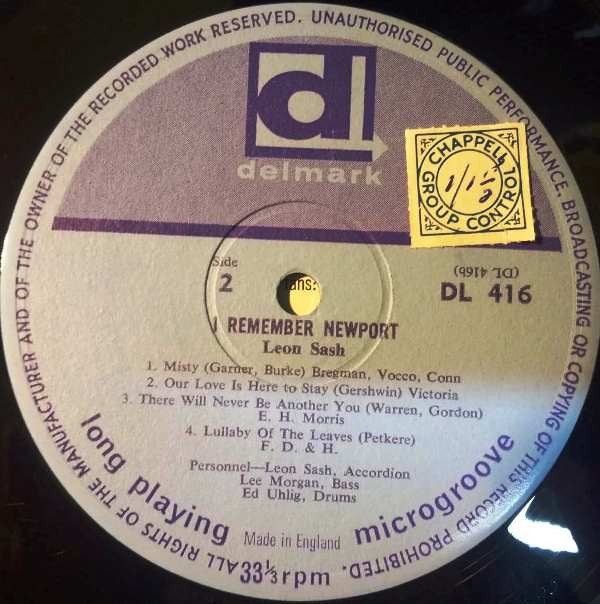 ALL RIGHTS OF THE MANUFACTURER AND OF THE OWNER OF THE RECORDED WORK RESERVED. UNAUTHORISED PUBLIC PERFORMANCE, BROADCASTING OR COPYING OF THIS RECORD PROHIBITED.
d
delmark
CHAPPELL
GROUP CONTROL
Side
2
(DL 416b)
DL 416
I REMEMBER NEWPORT
Leon Sash
1. Misty (Garner, Burke) Bregman, Vocco, Conn
2. Our Love Is Here to Stay (Gershwin) Victoria
3. There Will Never Be Another You (Warren, Gordon)
E. H. Morris
4. Lullaby Of The Leaves (Petkere)
F. D. & H.
Personnel—Leon Sash, Accordion
Lee Morgan, Bass
Ed Uhlig, Drums
long playing
Made in England
microgroove
33⅓ rpm